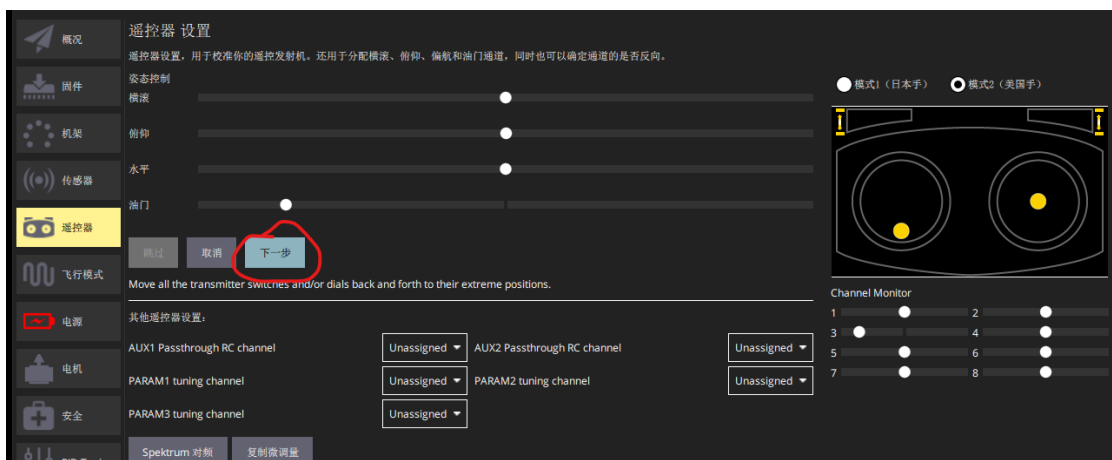 概况
固件
机架
传感器
遥控器
飞行模式
电源
电机
安全
遥控器 设置
遥控器设置，用于校准你的遥控发射机。还用于分配横滚、俯仰、偏航和油门通道，同时也可以确定通道的是否反向。
姿态控制
横滚
俯仰
水平
油门
跳过 取消 下一步
Move all the transmitter switches and/or dials back and forth to their extreme positions.
其他遥控器设置：
AUX1 Passthrough RC channel Unassigned AUX2 Passthrough RC channel Unassigned
PARAM1 tuning channel Unassigned PARAM2 tuning channel Unassigned
PARAM3 tuning channel Unassigned
Spektrum 对频 复制微调量
模式1（日本手） 模式2（美国手）
Channel Monitor
1 2
3 4
5 6
7 8